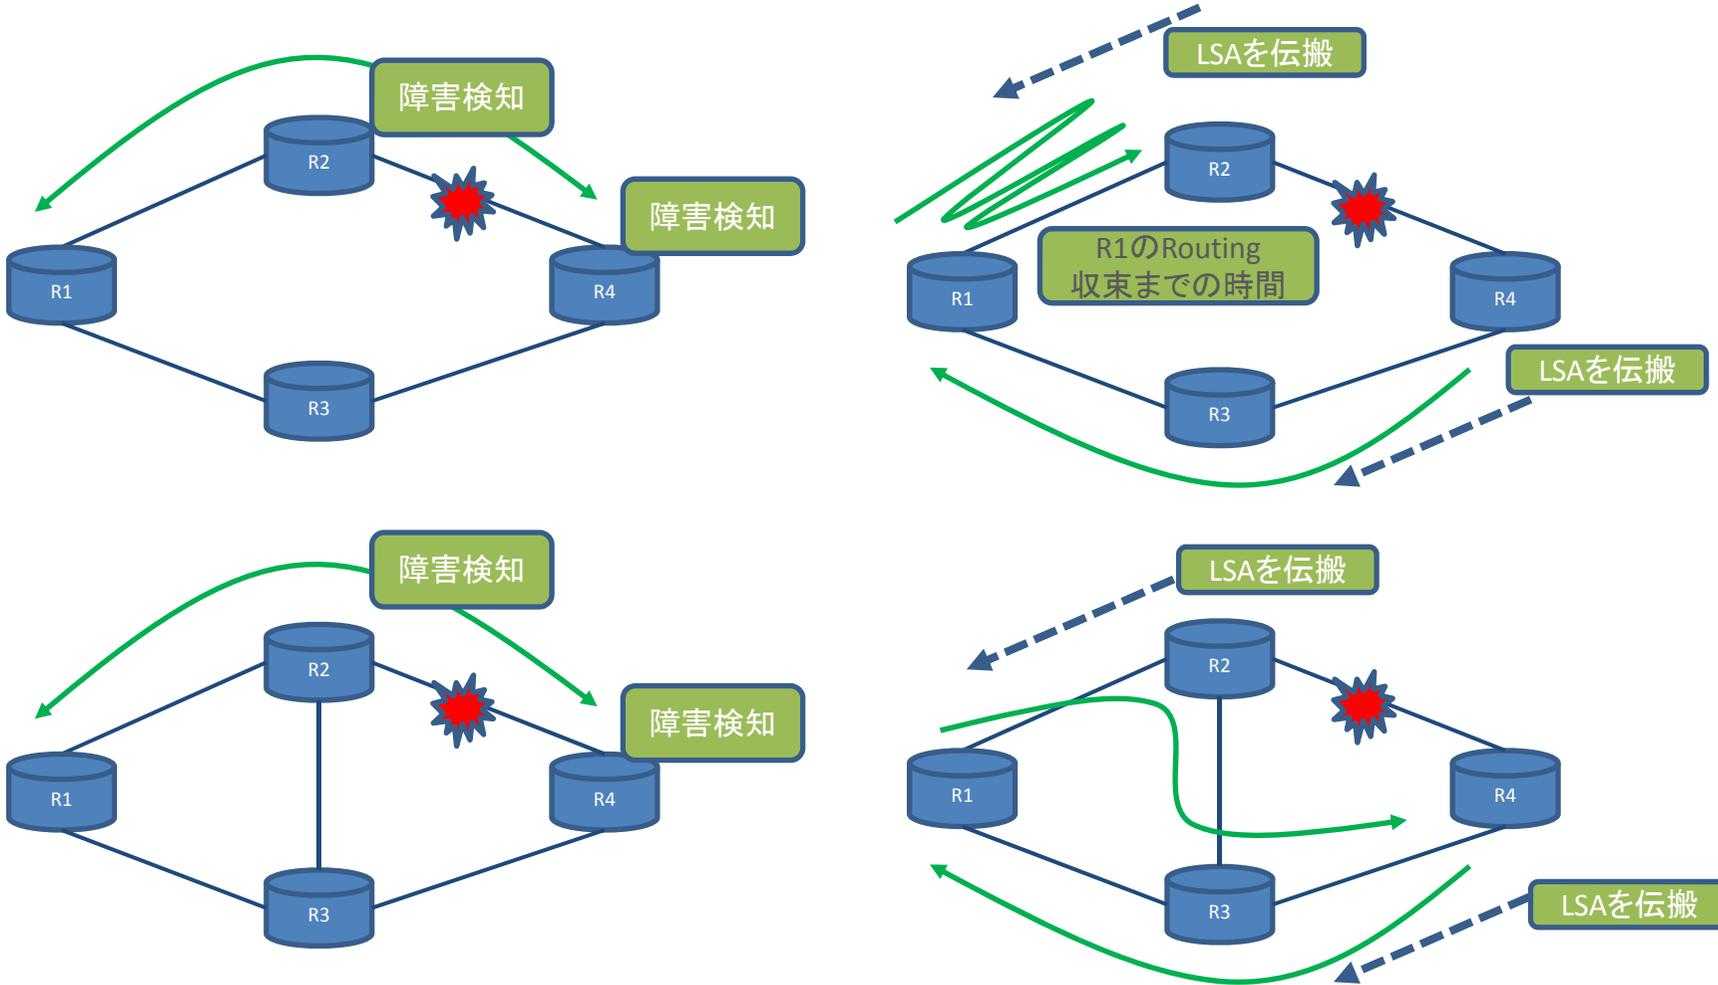 障害検知
R2
障害検知
R1
R4
R3
LSAを伝搬
R2
R1のRouting
収束までの時間
R1
R4
LSAを伝搬
R3
障害検知
R2
障害検知
R1
R4
R3
LSAを伝搬
R2
R1
R4
R3
LSAを伝搬